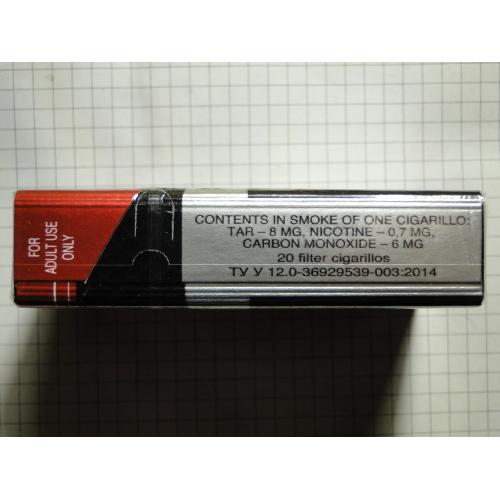 FOR
ADULT USE
ONLY
CONTENTS IN SMOKE OF ONE CIGARILLO:
TAR – 8 MG, NICOTINE – 0,7 MG,
CARBON MONOXIDE – 6 MG
20 filter cigarillos
ТУ У 12.0-36929539-003:2014